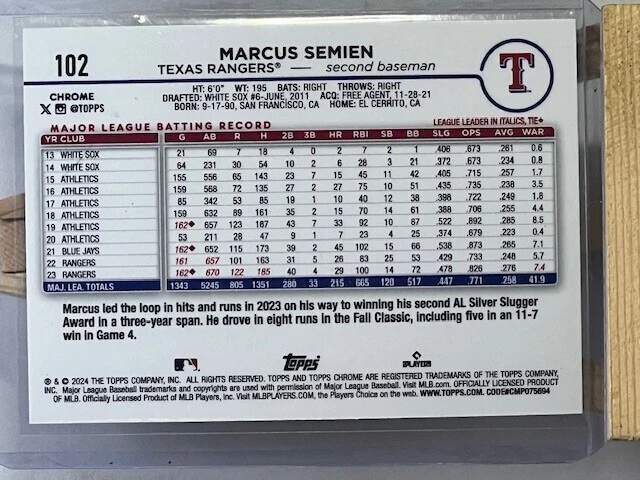 102
MARCUS SEMIEN
TEXAS RANGERS® — second baseman
T
HT: 6'0" WT: 195 BATS: RIGHT THROWS: RIGHT
DRAFTED: WHITE SOX #6-JUNE, 2011 ACQ: FREE AGENT, 11-28-21
BORN: 9-17-90, SAN FRANCISCO, CA HOME: EL CERRITO, CA
CHROME
X @TOPPS
MAJOR LEAGUE BATTING RECORD LEAGUE LEADER IN ITALICS, TIE◆
YR CLUB G AB R H 2B 3B HR RBI SB BB SLG OPS AVG WAR
13 WHITE SOX 21 69 7 18 4 0 2 7 2 1 .406 .673 .261 0.6
14 WHITE SOX 64 231 30 54 10 2 6 28 3 21 .372 .673 .234 0.8
15 ATHLETICS 155 556 65 143 23 7 15 45 11 42 .405 .715 .257 1.7
16 ATHLETICS 159 568 72 135 27 2 27 75 10 51 .435 .735 .238 3.5
17 ATHLETICS 85 342 53 85 19 1 10 40 12 38 .398 .722 .249 1.8
18 ATHLETICS 159 632 89 161 35 2 15 70 14 61 .388 .706 .255 4.4
19 ATHLETICS 162◆ 657 123 187 43 7 33 92 10 87 .522 .892 .285 8.5
20 ATHLETICS 53 211 28 47 9 1 7 23 4 25 .374 .679 .223 0.4
21 BLUE JAYS 162◆ 652 115 173 39 2 45 102 15 66 .538 .873 .265 7.1
22 RANGERS 161 657 101 163 31 5 26 83 25 53 .429 .733 .248 5.7
23 RANGERS 162◆ 670 122 185 40 4 29 100 14 72 .478 .826 .276 7.4
MAJ. LEA. TOTALS 1343 5245 805 1351 280 33 215 665 120 517 .447 .771 .258 41.9
Marcus led the loop in hits and runs in 2023 on his way to winning his second AL Silver Slugger
Award in a three-year span. He drove in eight runs in the Fall Classic, including five in an 11-7
win in Game 4.
topps
PLAYERS
® & © 2024 THE TOPPS COMPANY, INC. ALL RIGHTS RESERVED. TOPPS AND TOPPS CHROME ARE REGISTERED TRADEMARKS OF THE TOPPS COMPANY,
INC. Major League Baseball trademarks and copyrights are used with permission of Major League Baseball. Visit MLB.com. OFFICIALLY LICENSED PRODUCT
OF MLB. Officially Licensed Product of MLB Players, Inc. Visit MLBPLAYERS.com, the Players Choice on the web. WWW.TOPPS.COM. CODE#CMP075694